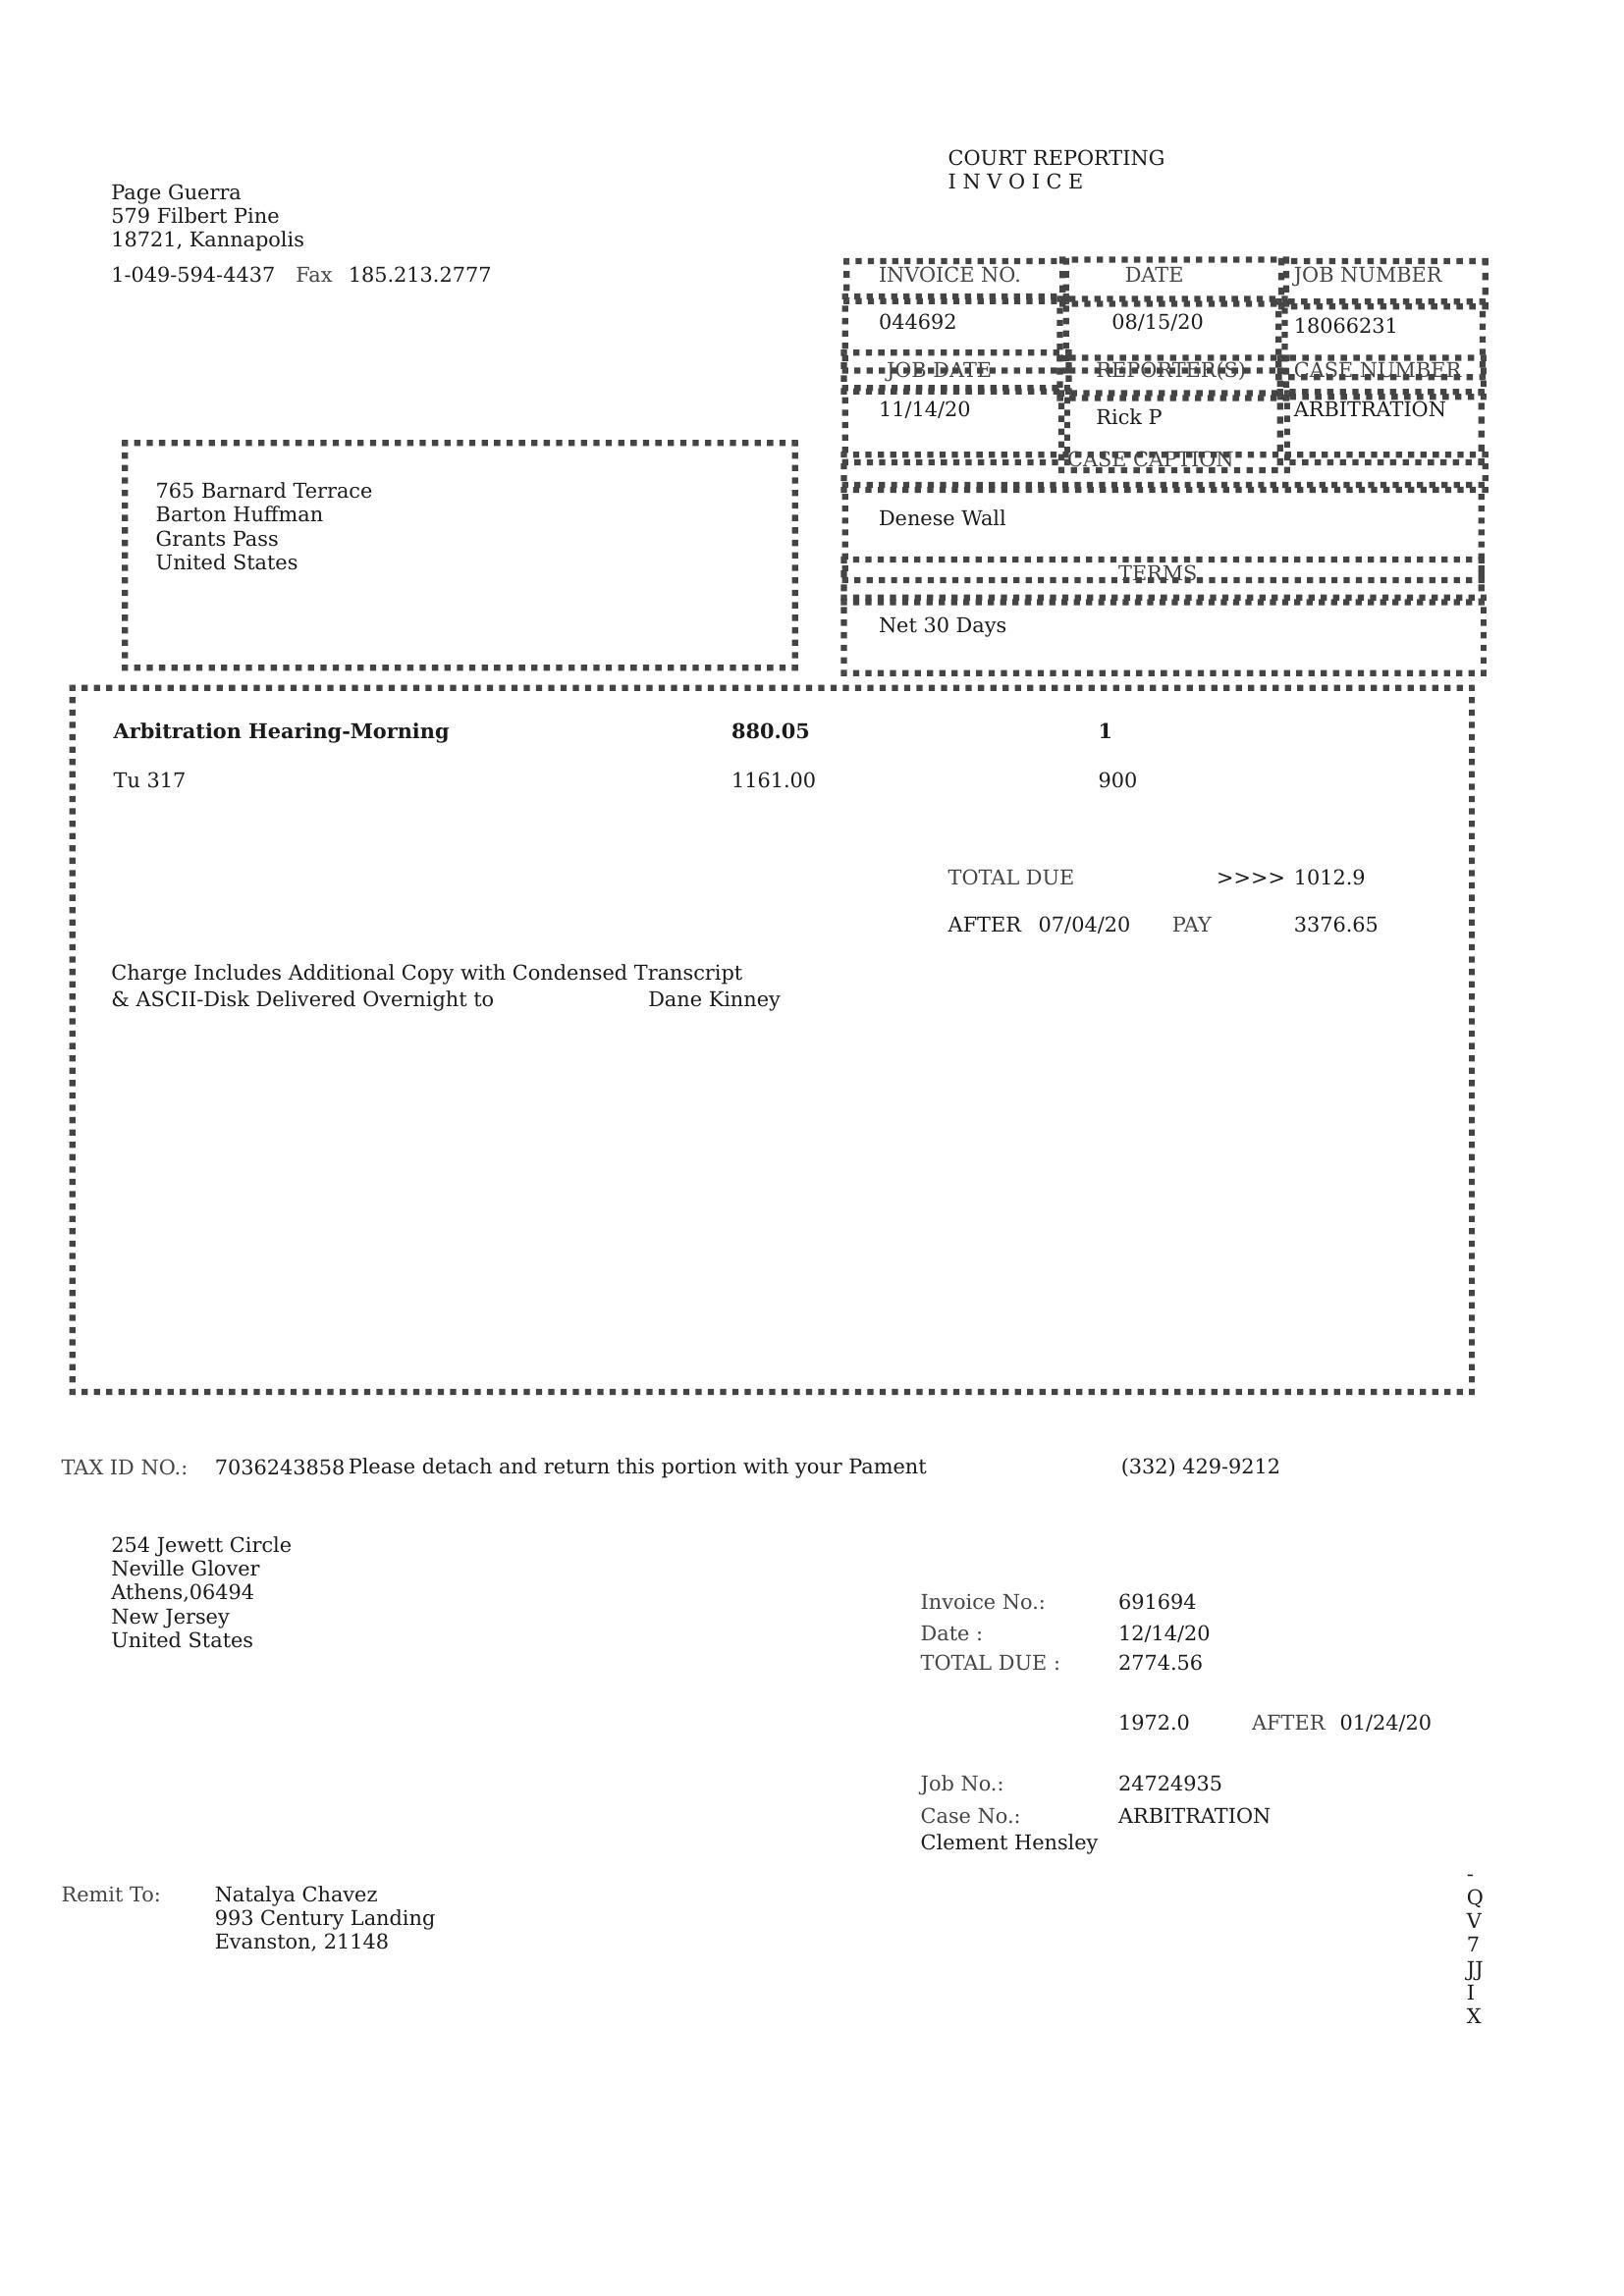 COURT REPORTING
I N V O I C E
Page Guerra
579 Filbert Pine
18721, Kannapolis
1-049-594-4437 Fax 185.213.2777
INVOICE NO. DATE JOB NUMBER
044692 08/15/20 18066231
JOB DATE REPORTER(S) CASE NUMBER
11/14/20 Rick P ARBITRATION
CASE CAPTION
765 Barnard Terrace
Barton Huffman
Grants Pass
United States
Denese Wall
TERMS
Net 30 Days
Arbitration Hearing-Morning 880.05 1
Tu 317 1161.00 900
TOTAL DUE >>>> 1012.9
AFTER 07/04/20 PAY 3376.65
Charge Includes Additional Copy with Condensed Transcript
& ASCII-Disk Delivered Overnight to Dane Kinney
TAX ID NO.: 7036243858 Please detach and return this portion with your Pament (332) 429-9212
254 Jewett Circle
Neville Glover
Athens,06494
New Jersey
United States
Invoice No.: 691694
Date : 12/14/20
TOTAL DUE : 2774.56
1972.0 AFTER 01/24/20
Job No.: 24724935
Case No.: ARBITRATION
Clement Hensley
Remit To: Natalya Chavez
993 Century Landing
Evanston, 21148
-
Q
V
7
JJ
I
X